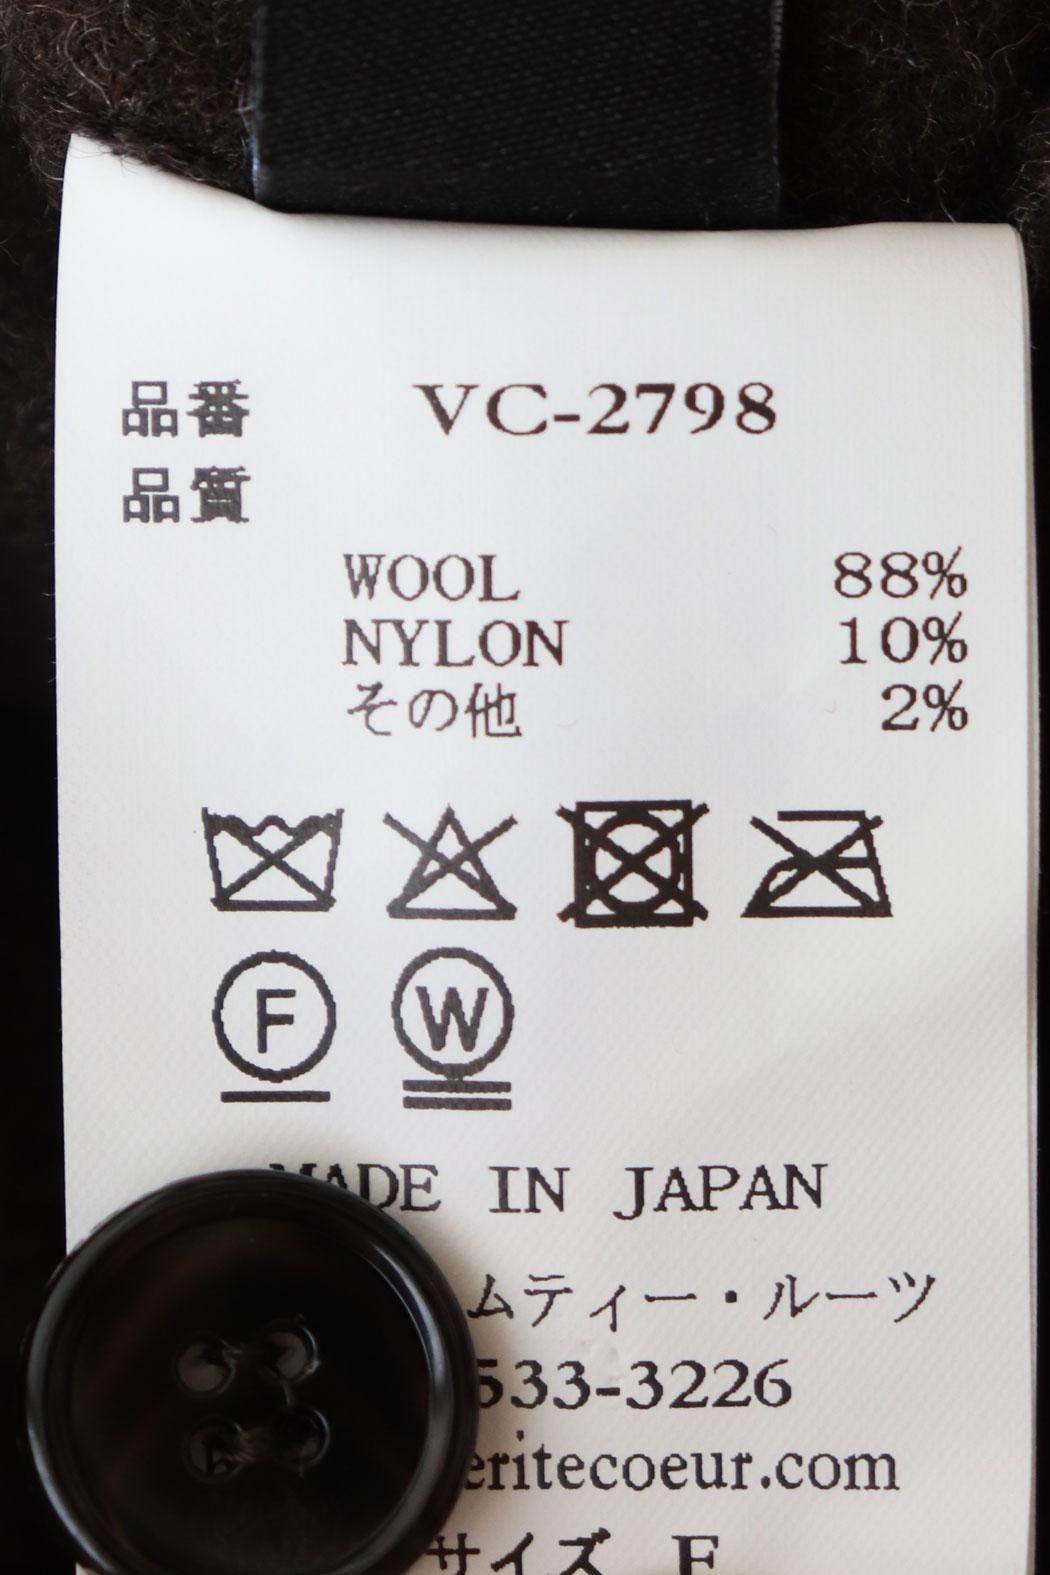 品番 VC-2798
品質
WOOL 88%
NYLON 10%
その他 2%
F W
MADE IN JAPAN
ムティー・ルーツ
533-3226
eritecoeur.com
サイズ F